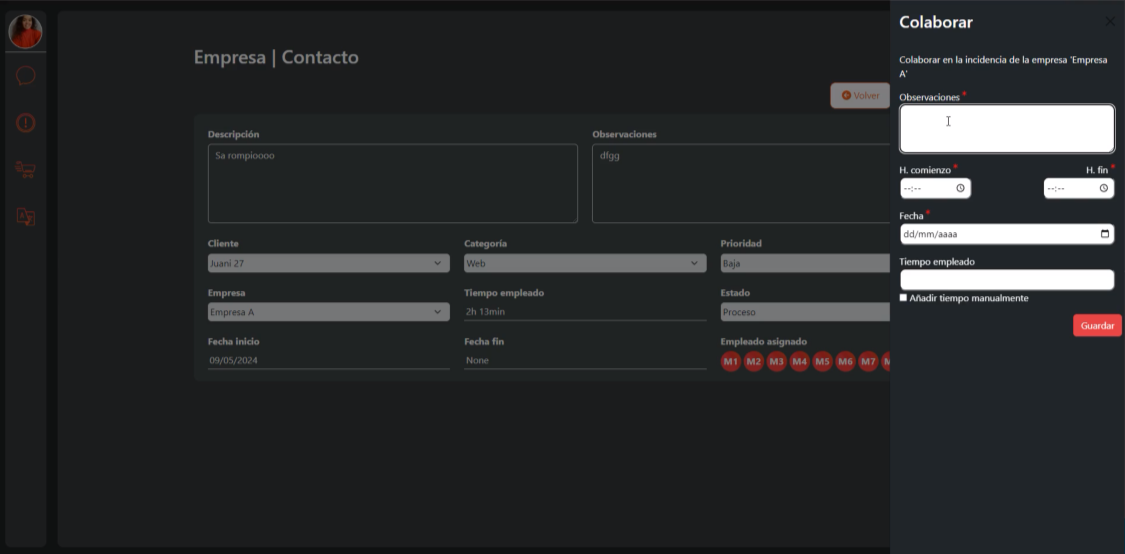 Empresa | Contacto
Volver
Descripción
Sa rompioooo
Observaciones
dfgg
Cliente
Juani 27
Categoría
Web
Prioridad
Baja
Empresa
Empresa A
Tiempo empleado
2h 13min
Estado
Proceso
Fecha inicio
09/05/2024
Fecha fin
None
Empleado asignado
M1 M2 M3 M4 M5 M6 M7
Colaborar
Colaborar en la incidencia de la empresa 'Empresa
A'
Observaciones *
H. comienzo *
--:--
H. fin *
--:--
Fecha *
dd/mm/aaaa
Tiempo empleado
Añadir tiempo manualmente
Guardar